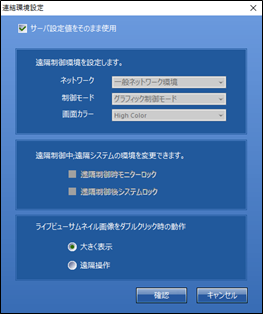 連結環境設定
サーバ設定値をそのまま使用
遠隔制御環境を設定します。
ネットワーク 一般ネットワーク環境
制御モード グラフィック制御モード
画面カラー High Color
遠隔制御中,遠隔システムの環境を変更できます。
遠隔制御時モニターロック
遠隔制御後システムロック
ライブビューサムネイル画像をダブルクリック時の動作
大きく表示
遠隔操作
確認 キャンセル